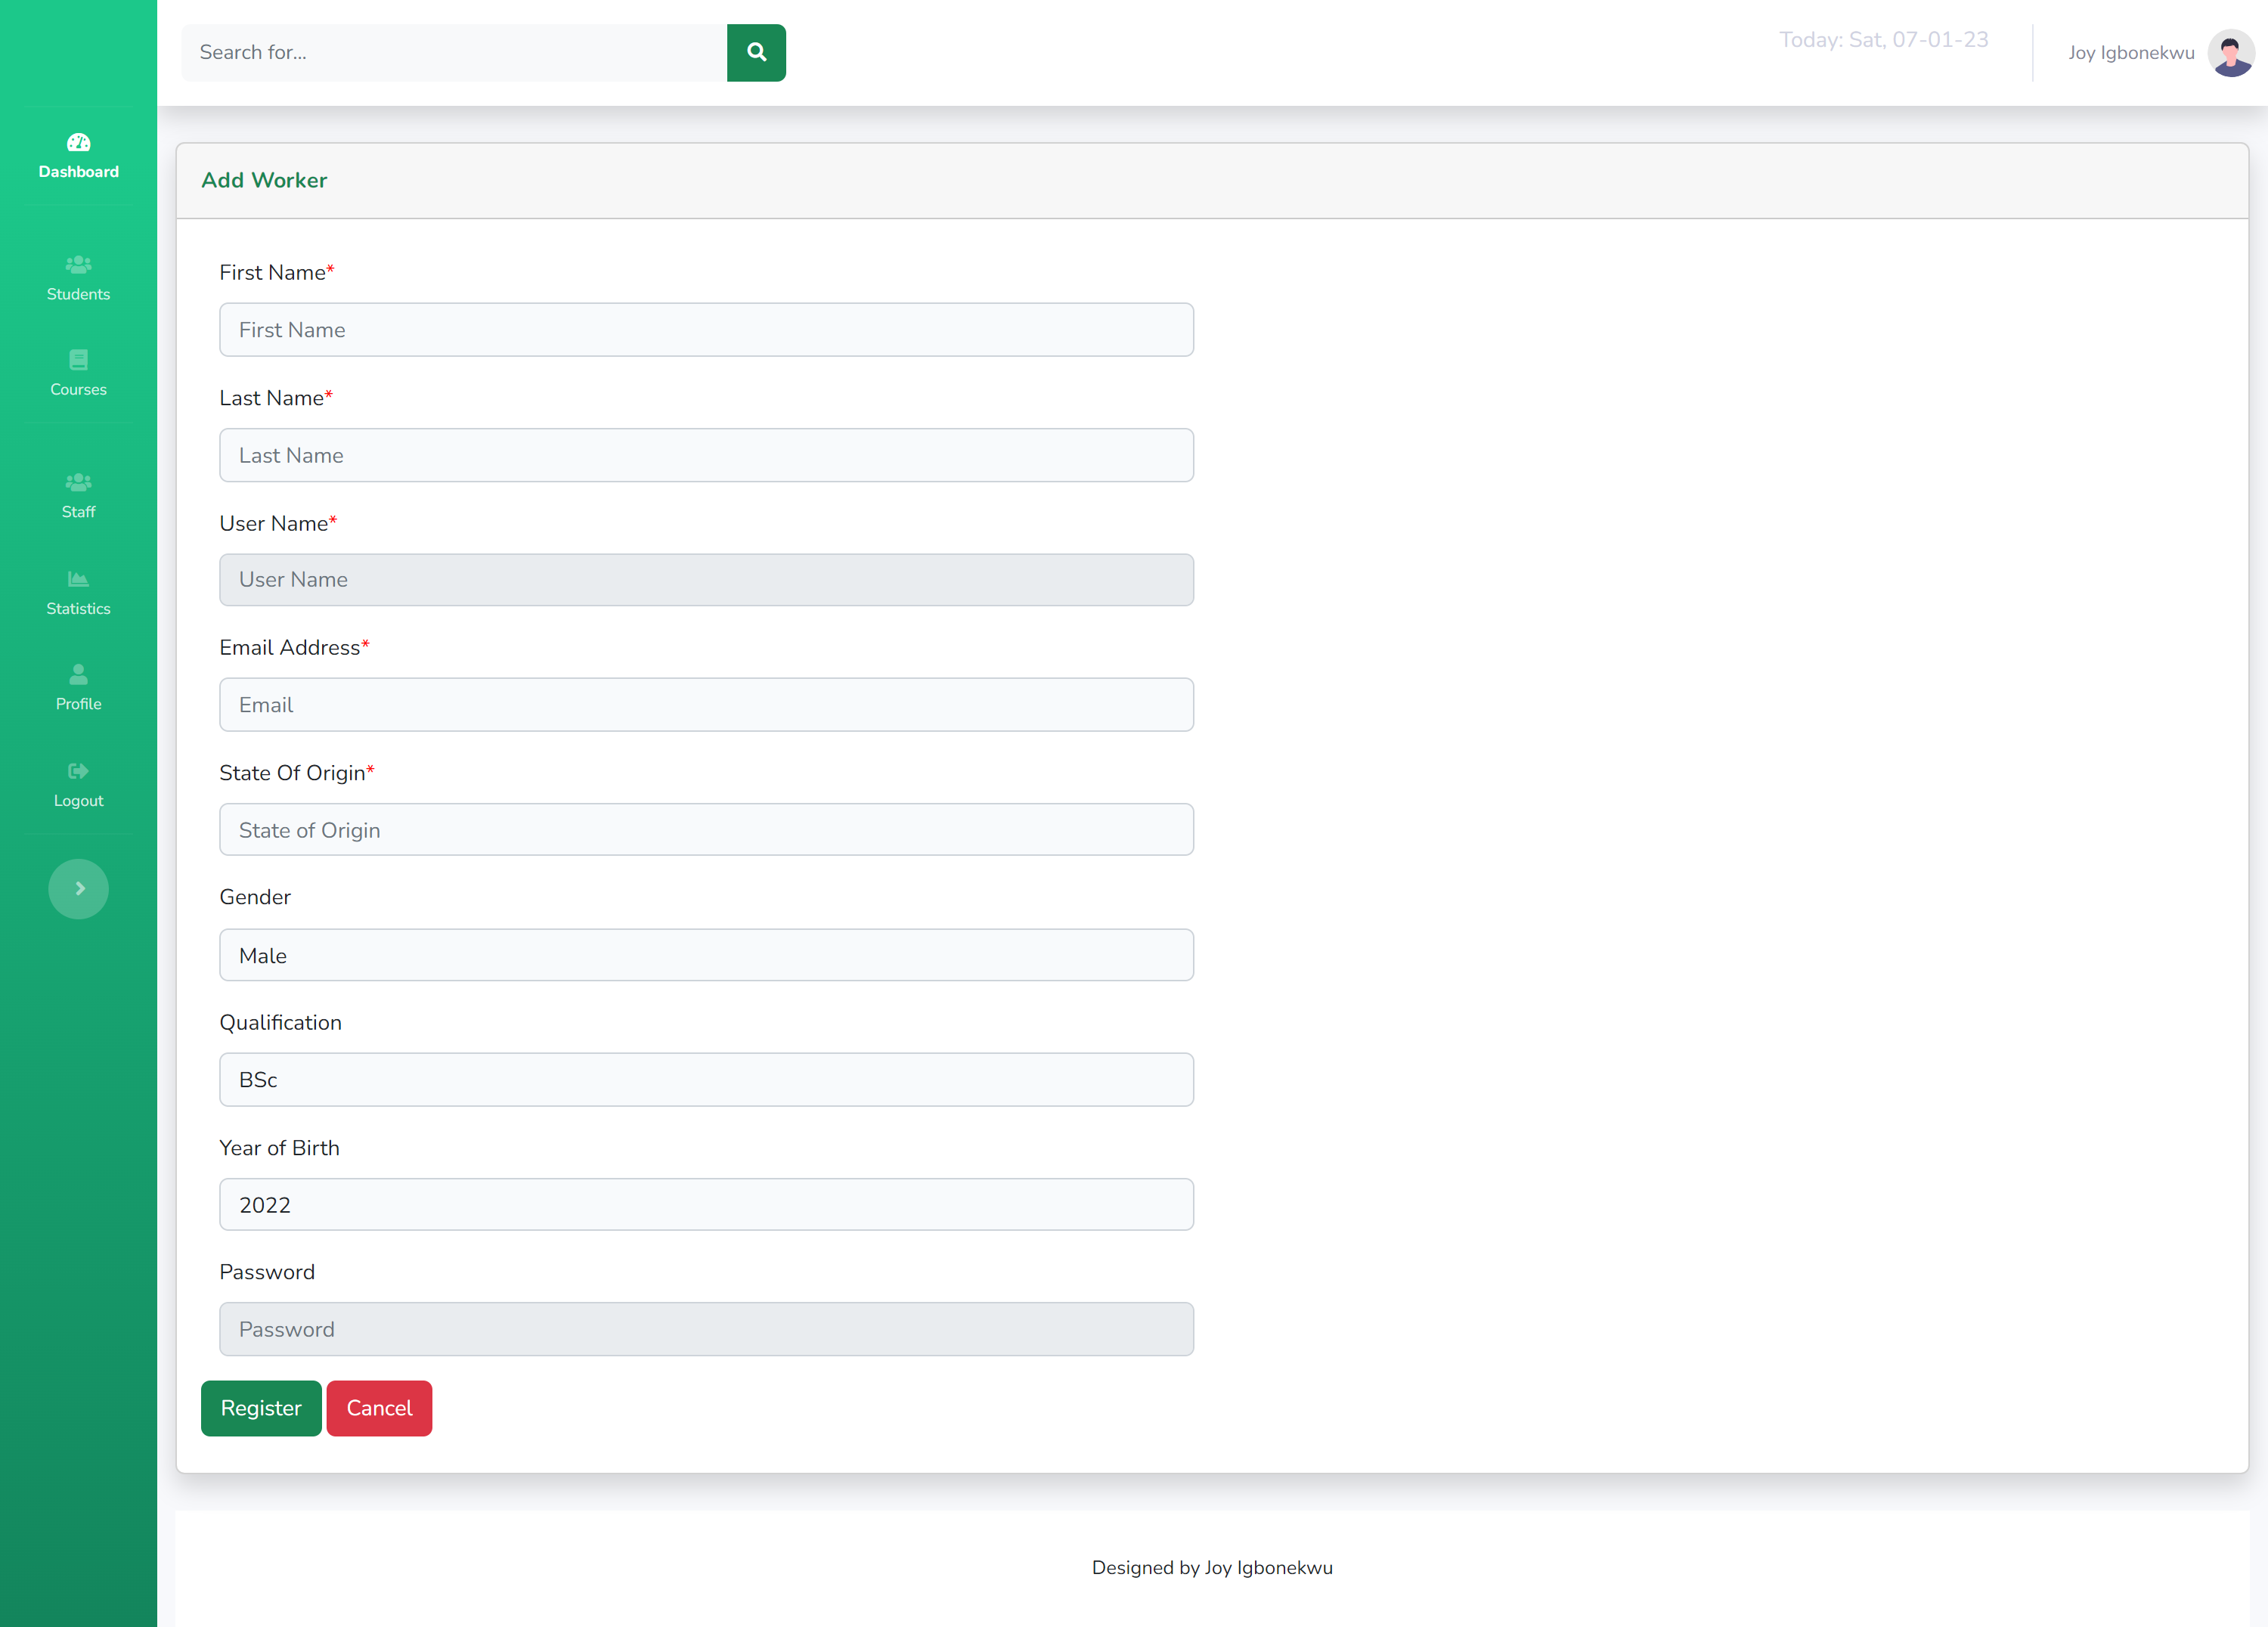 Search for...
Today: Sat, 07-01-23
Joy Igbonekwu
Dashboard
Students
Courses
Staff
Statistics
Profile
Logout
Add Worker
First Name*
First Name
Last Name*
Last Name
User Name*
User Name
Email Address*
Email
State Of Origin*
State of Origin
Gender
Male
Qualification
BSc
Year of Birth
2022
Password
Password
Register Cancel
Designed by Joy Igbonekwu